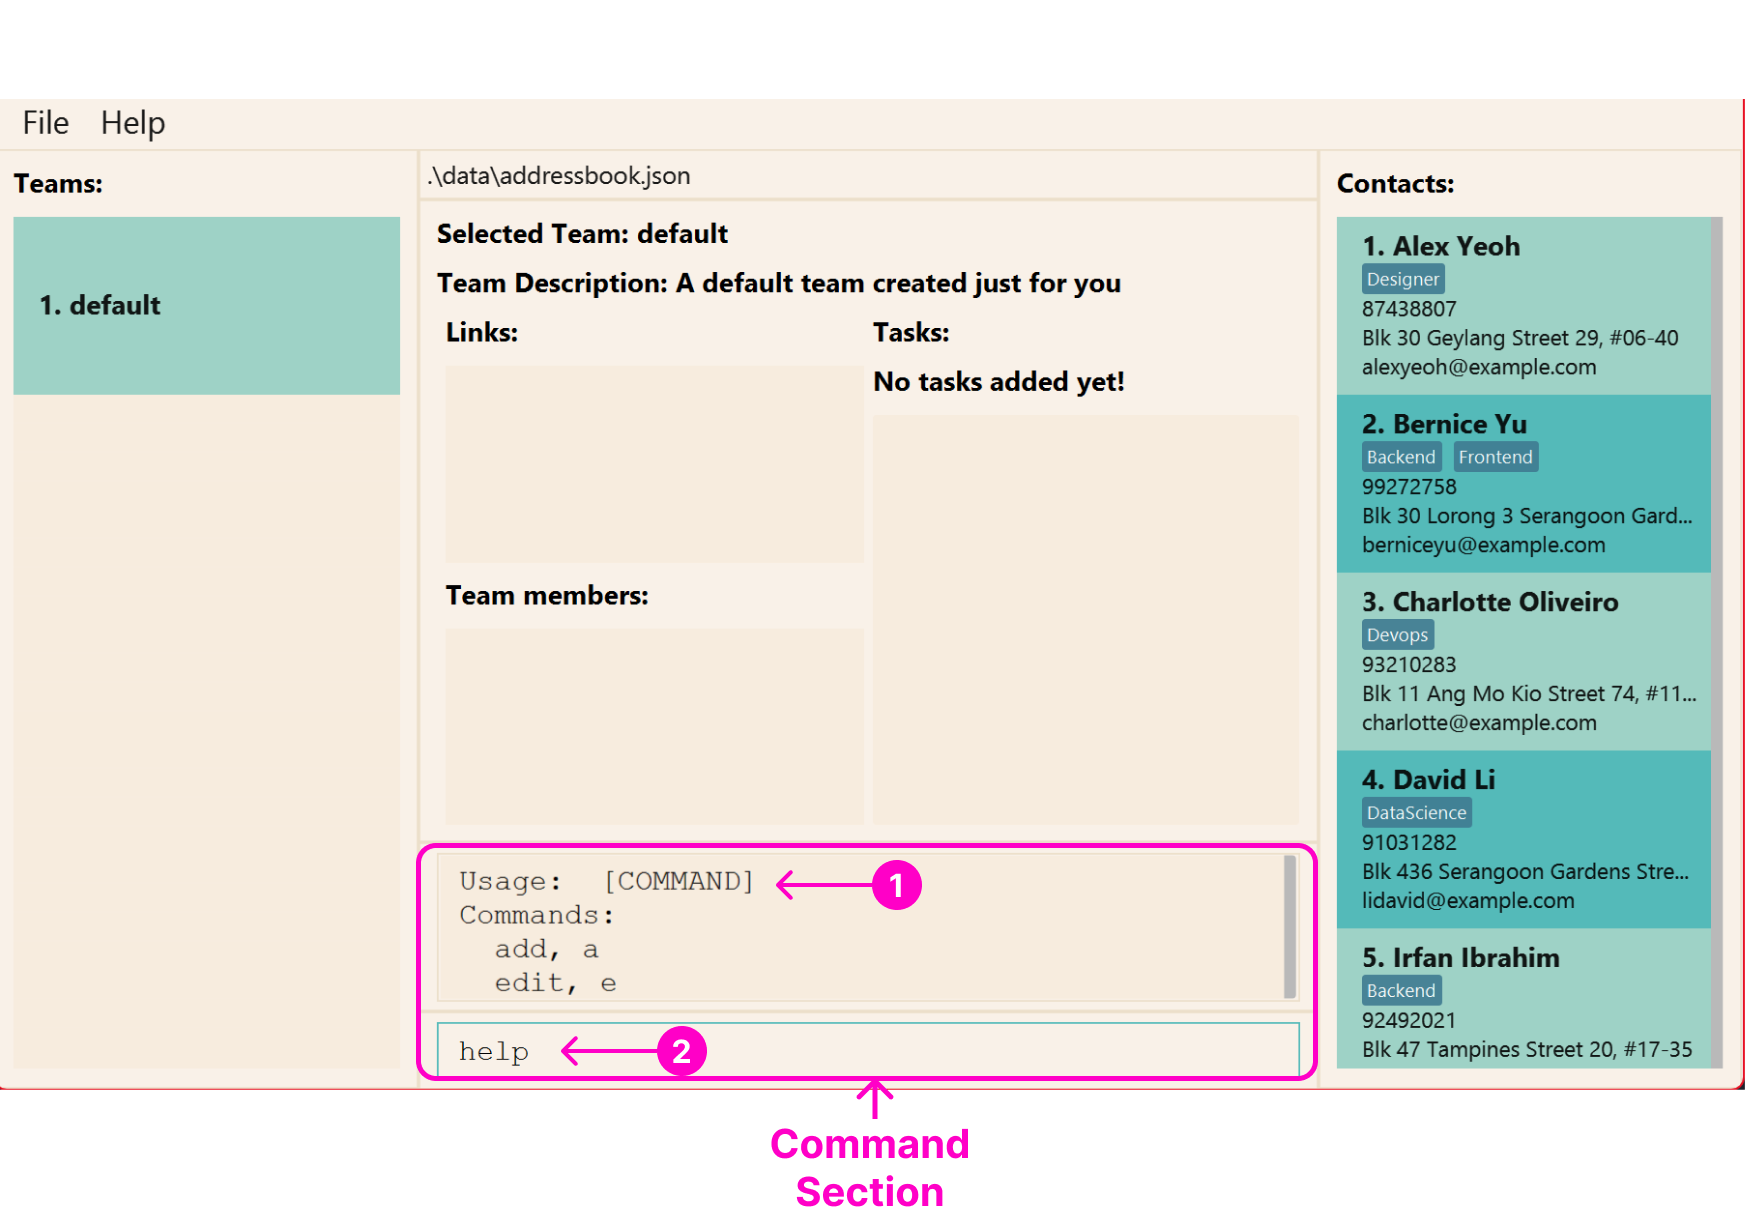 File Help
Teams:
1. default
.\data\addressbook.json
Selected Team: default
Team Description: A default team created just for you
Links:
Tasks:
No tasks added yet!
Team members:
Usage: [COMMAND]
1
Commands:
add, a
edit, e
help
2
Command
Section
Contacts:
1. Alex Yeoh
Designer
87438807
Blk 30 Geylang Street 29, #06-40
alexyeoh@example.com
2. Bernice Yu
Backend Frontend
99272758
Blk 30 Lorong 3 Serangoon Gard...
berniceyu@example.com
3. Charlotte Oliveiro
Devops
93210283
Blk 11 Ang Mo Kio Street 74, #11...
charlotte@example.com
4. David Li
DataScience
91031282
Blk 436 Serangoon Gardens Stre...
lidavid@example.com
5. Irfan Ibrahim
Backend
92492021
Blk 47 Tampines Street 20, #17-35